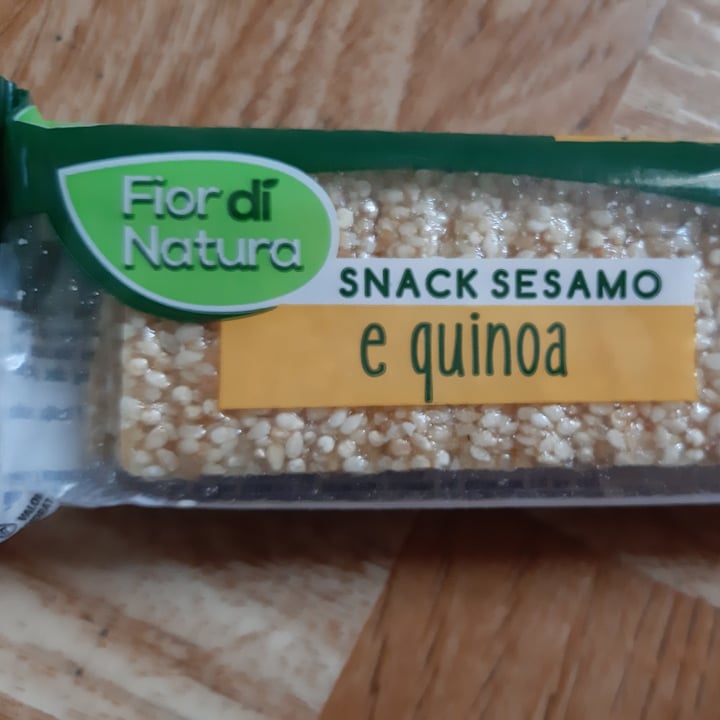 Fior di
Natura
SNACK SESAMO
e quinoa